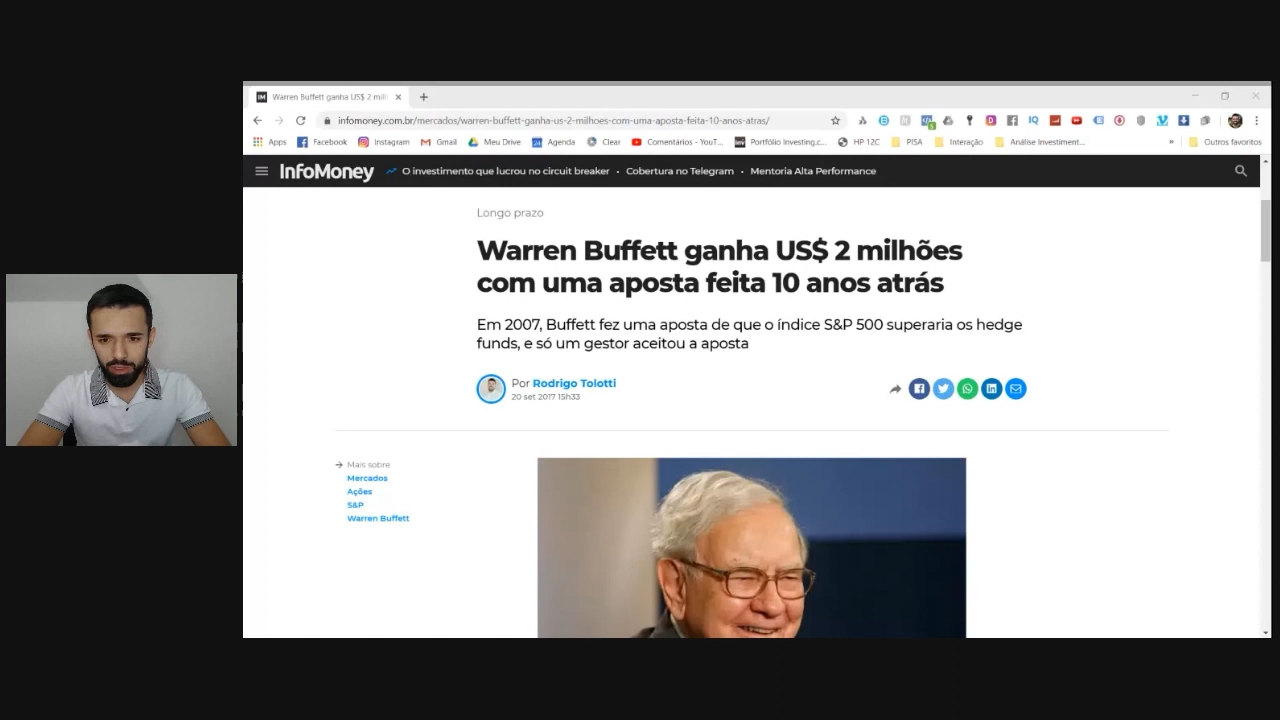 Warren Buffett ganha US$ 2 milh
infomoney.com.br/mercados/warren-buffett-ganha-us-2-milhoes-com-uma-aposta-feita-10-anos-atras/
Apps Facebook Instagram Gmail Meu Drive Agenda Clear Comentários - YouT... Portfólio Investing.c... HP 12C PISA Interação Análise Investiment... » Outros favoritos
InfoMoney O investimento que lucrou no circuit breaker • Cobertura no Telegram • Mentoria Alta Performance
Longo prazo
Warren Buffett ganha US$ 2 milhões
com uma aposta feita 10 anos atrás
Em 2007, Buffett fez uma aposta de que o índice S&P 500 superaria os hedge
funds, e só um gestor aceitou a aposta
Por Rodrigo Tolotti
20 set 2017 15h33
Mais sobre
Mercados
Ações
S&P
Warren Buffett